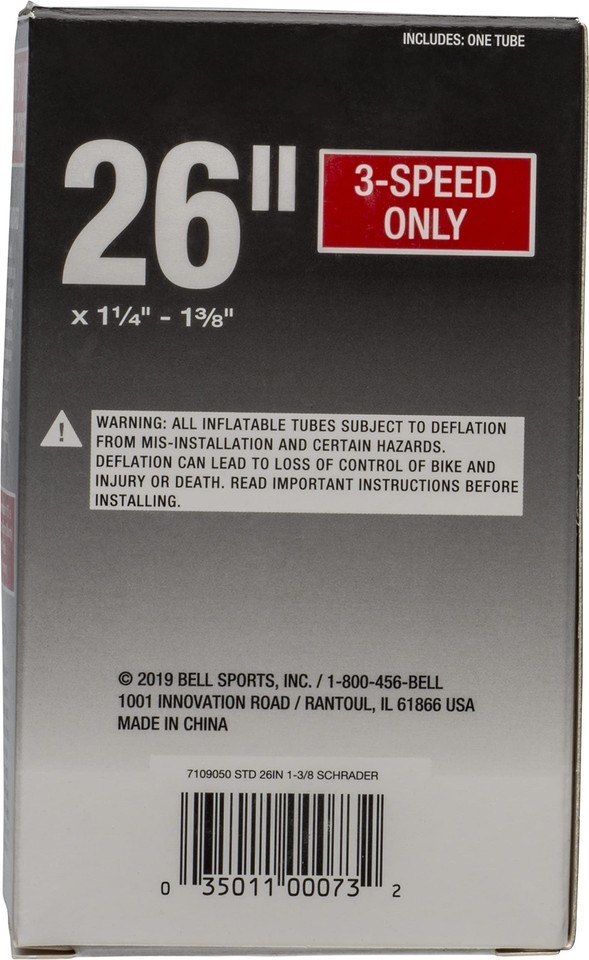 INCLUDES: ONE TUBE
26"
3-SPEED
ONLY
x 1¼" - 1⅜"
WARNING: ALL INFLATABLE TUBES SUBJECT TO DEFLATION
FROM MIS-INSTALLATION AND CERTAIN HAZARDS.
DEFLATION CAN LEAD TO LOSS OF CONTROL OF BIKE AND
INJURY OR DEATH. READ IMPORTANT INSTRUCTIONS BEFORE
INSTALLING.
© 2019 BELL SPORTS, INC. / 1-800-456-BELL
1001 INNOVATION ROAD / RANTOUL, IL 61866 USA
MADE IN CHINA
7109050 STD 26IN 1-3/8 SCHRADER
0 35011 00073 2